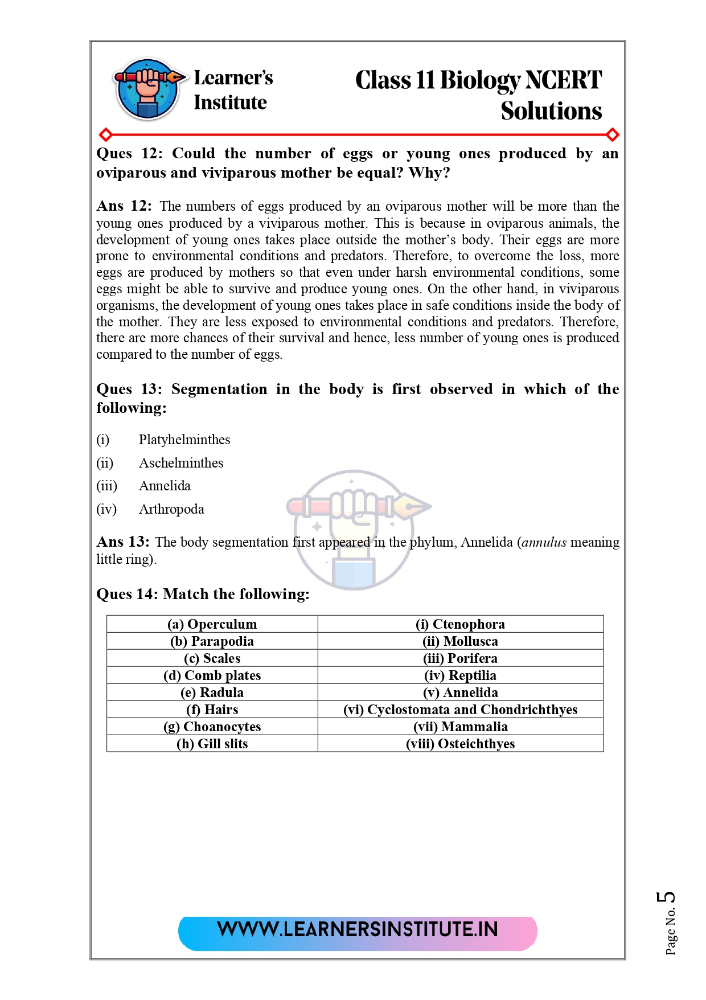 Learner's
Institute
Class 11 Biology NCERT
Solutions
Ques 12: Could the number of eggs or young ones produced by an
oviparous and viviparous mother be equal? Why?
Ans 12: The numbers of eggs produced by an oviparous mother will be more than the
young ones produced by a viviparous mother. This is because in oviparous animals, the
development of young ones takes place outside the mother's body. Their eggs are more
prone to environmental conditions and predators. Therefore, to overcome the loss, more
eggs are produced by mothers so that even under harsh environmental conditions, some
eggs might be able to survive and produce young ones. On the other hand, in viviparous
organisms, the development of young ones takes place in safe conditions inside the body of
the mother. They are less exposed to environmental conditions and predators. Therefore,
there are more chances of their survival and hence, less number of young ones is produced
compared to the number of eggs.
Ques 13: Segmentation in the body is first observed in which of the
following:
(i) Platyhelminthes
(ii) Aschelminthes
(iii) Annelida
(iv) Arthropoda
Ans 13: The body segmentation first appeared in the phylum, Annelida (annulus meaning
little ring).
Ques 14: Match the following:
(a) Operculum (i) Ctenophora
(b) Parapodia (ii) Mollusca
(c) Scales (iii) Porifera
(d) Comb plates (iv) Reptilia
(e) Radula (v) Annelida
(f) Hairs (vi) Cyclostomata and Chondrichthyes
(g) Choanocytes (vii) Mammalia
(h) Gill slits (viii) Osteichthyes
WWW.LEARNERSINSTITUTE.IN
Page No. 5